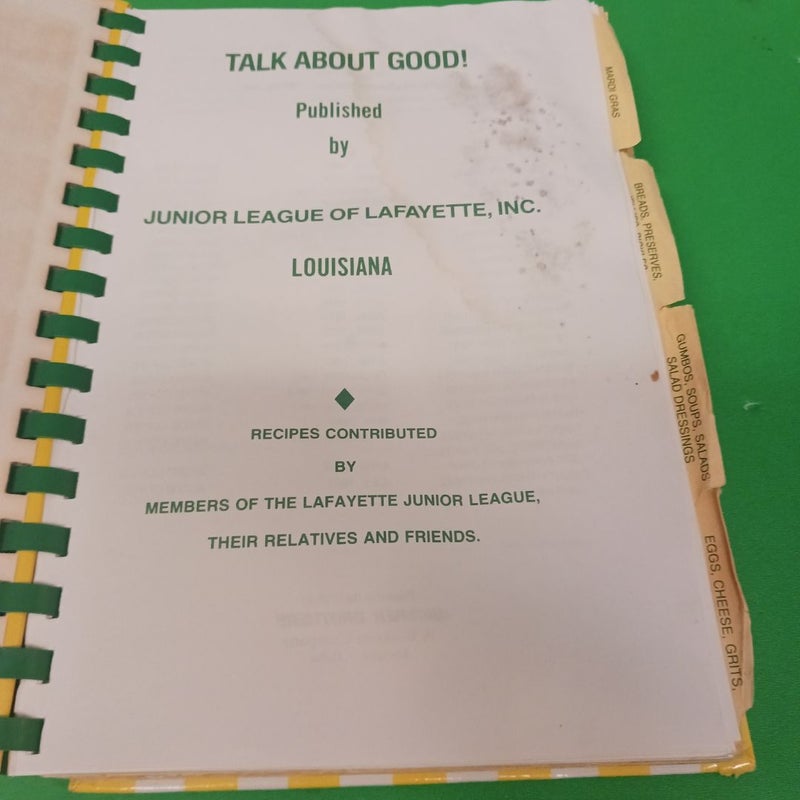 TALK ABOUT GOOD!
Published
by
JUNIOR LEAGUE OF LAFAYETTE, INC.
LOUISIANA
RECIPES CONTRIBUTED
BY
MEMBERS OF THE LAFAYETTE JUNIOR LEAGUE,
THEIR RELATIVES AND FRIENDS.
MARDI GRAS
BREADS, PRESERVES,
GUMBOS, SOUPS, SALADS
SALAD DRESSINGS
EGGS, CHEESE, GRITS,